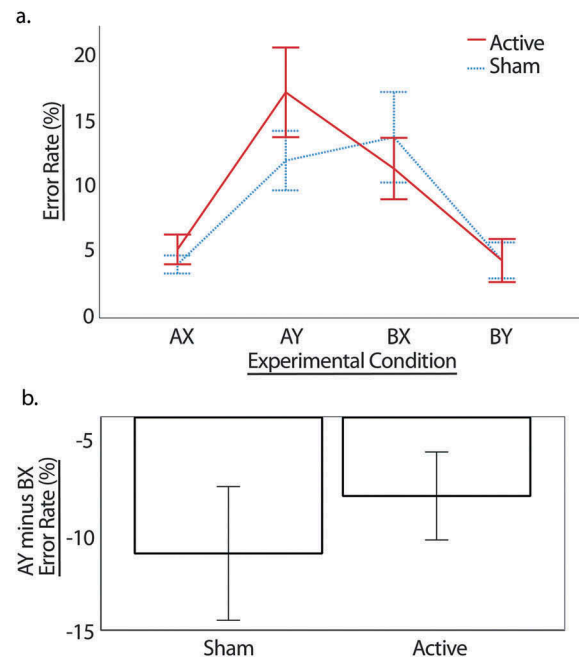 a.
20
15
10
5
0
Error Rate (%)
Active
Sham
AX AY BX BY
Experimental Condition
b.
-5
-10
-15
AY minus BX
Error Rate (%)
Sham Active